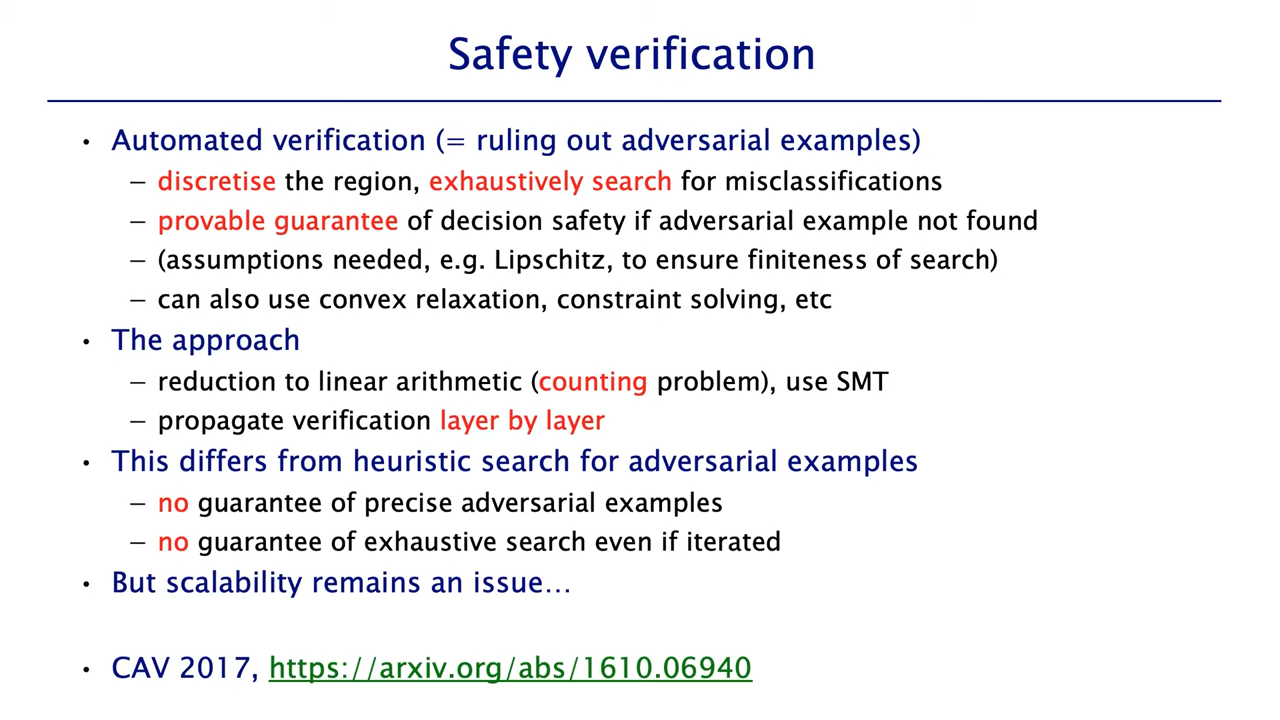 Safety verification
• Automated verification (= ruling out adversarial examples)
– discretise the region, exhaustively search for misclassifications
– provable guarantee of decision safety if adversarial example not found
– (assumptions needed, e.g. Lipschitz, to ensure finiteness of search)
– can also use convex relaxation, constraint solving, etc
• The approach
– reduction to linear arithmetic (counting problem), use SMT
– propagate verification layer by layer
• This differs from heuristic search for adversarial examples
– no guarantee of precise adversarial examples
– no guarantee of exhaustive search even if iterated
• But scalability remains an issue…
• CAV 2017, https://arxiv.org/abs/1610.06940